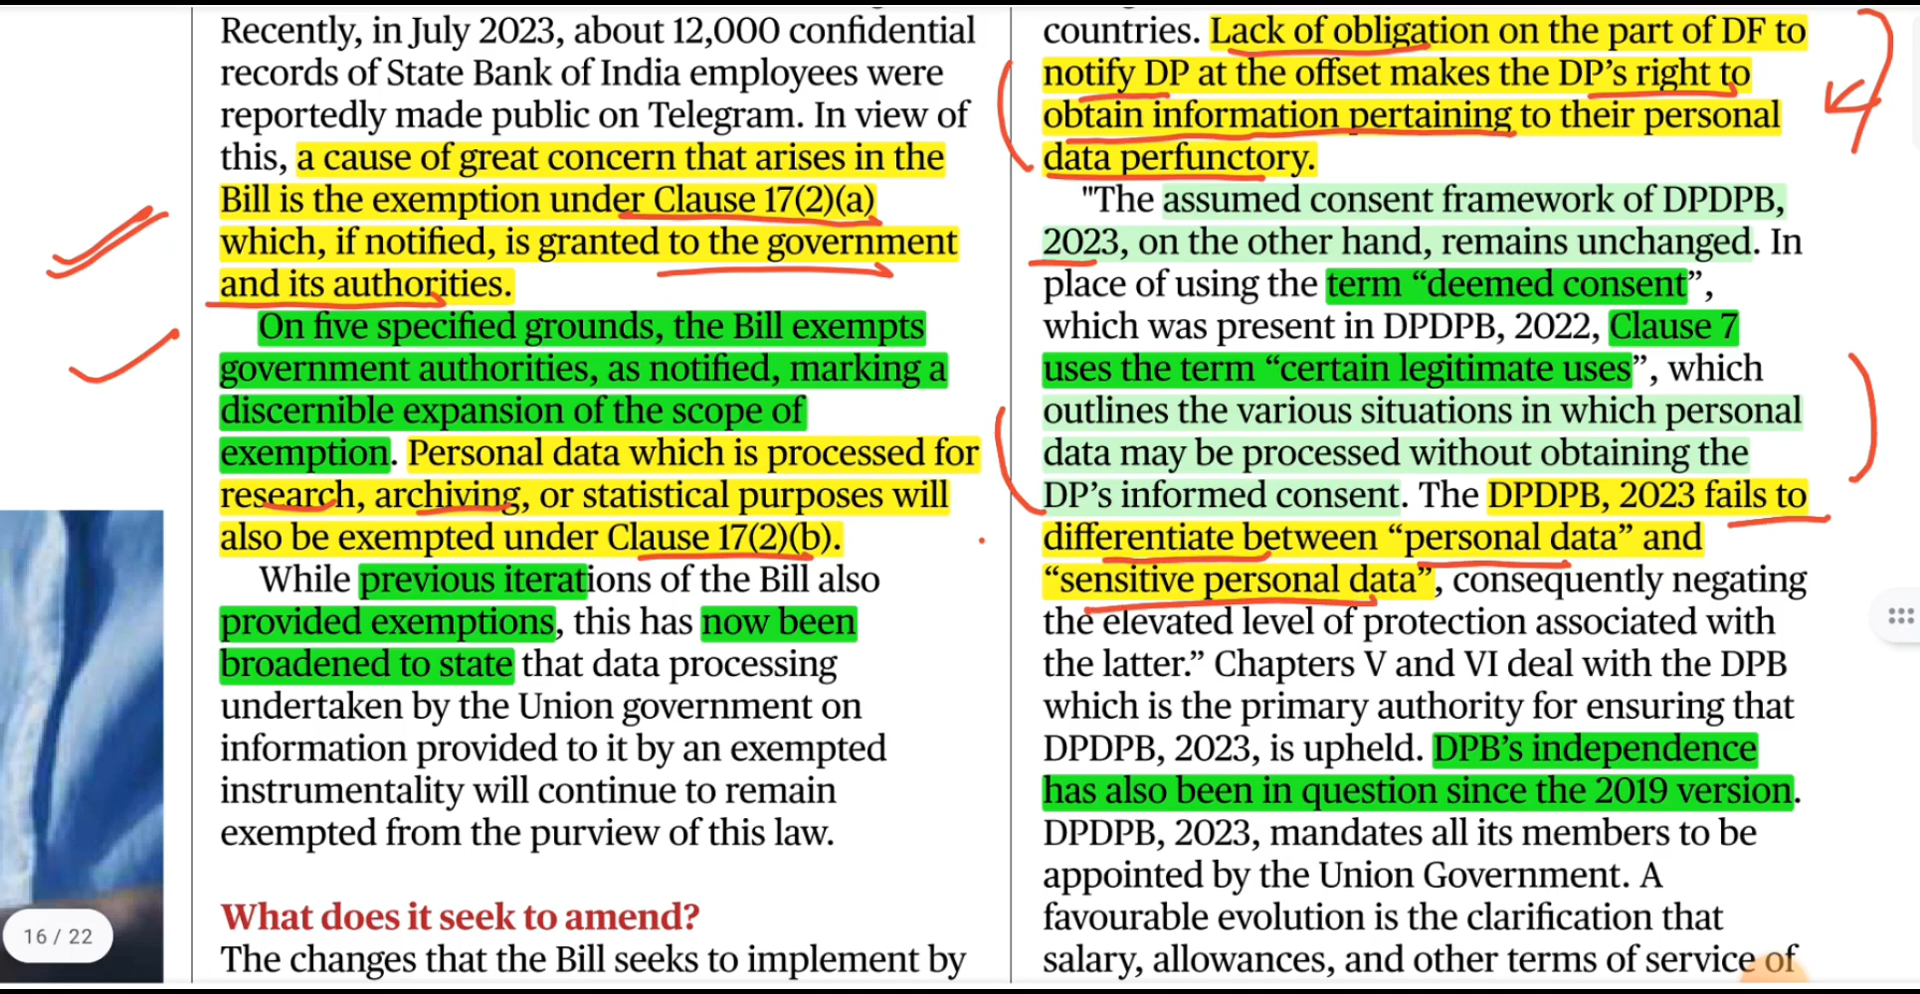 Recently, in July 2023, about 12,000 confidential
records of State Bank of India employees were
reportedly made public on Telegram. In view of
this, a cause of great concern that arises in the
Bill is the exemption under Clause 17(2)(a)
which, if notified, is granted to the government
and its authorities.
On five specified grounds, the Bill exempts
government authorities, as notified, marking a
discernible expansion of the scope of
exemption. Personal data which is processed for
research, archiving, or statistical purposes will
also be exempted under Clause 17(2)(b).
While previous iterations of the Bill also
provided exemptions, this has now been
broadened to state that data processing
undertaken by the Union government on
information provided to it by an exempted
instrumentality will continue to remain
exempted from the purview of this law.
What does it seek to amend?
The changes that the Bill seeks to implement by
countries. Lack of obligation on the part of DF to
notify DP at the offset makes the DP’s right to
obtain information pertaining to their personal
data perfunctory.
"The assumed consent framework of DPDPB,
2023, on the other hand, remains unchanged. In
place of using the term “deemed consent”,
which was present in DPDPB, 2022, Clause 7
uses the term “certain legitimate uses”, which
outlines the various situations in which personal
data may be processed without obtaining the
DP’s informed consent. The DPDPB, 2023 fails to
differentiate between “personal data” and
“sensitive personal data”, consequently negating
the elevated level of protection associated with
the latter.” Chapters V and VI deal with the DPB
which is the primary authority for ensuring that
DPDPB, 2023, is upheld. DPB’s independence
has also been in question since the 2019 version.
DPDPB, 2023, mandates all its members to be
appointed by the Union Government. A
favourable evolution is the clarification that
salary, allowances, and other terms of service of
16 / 22